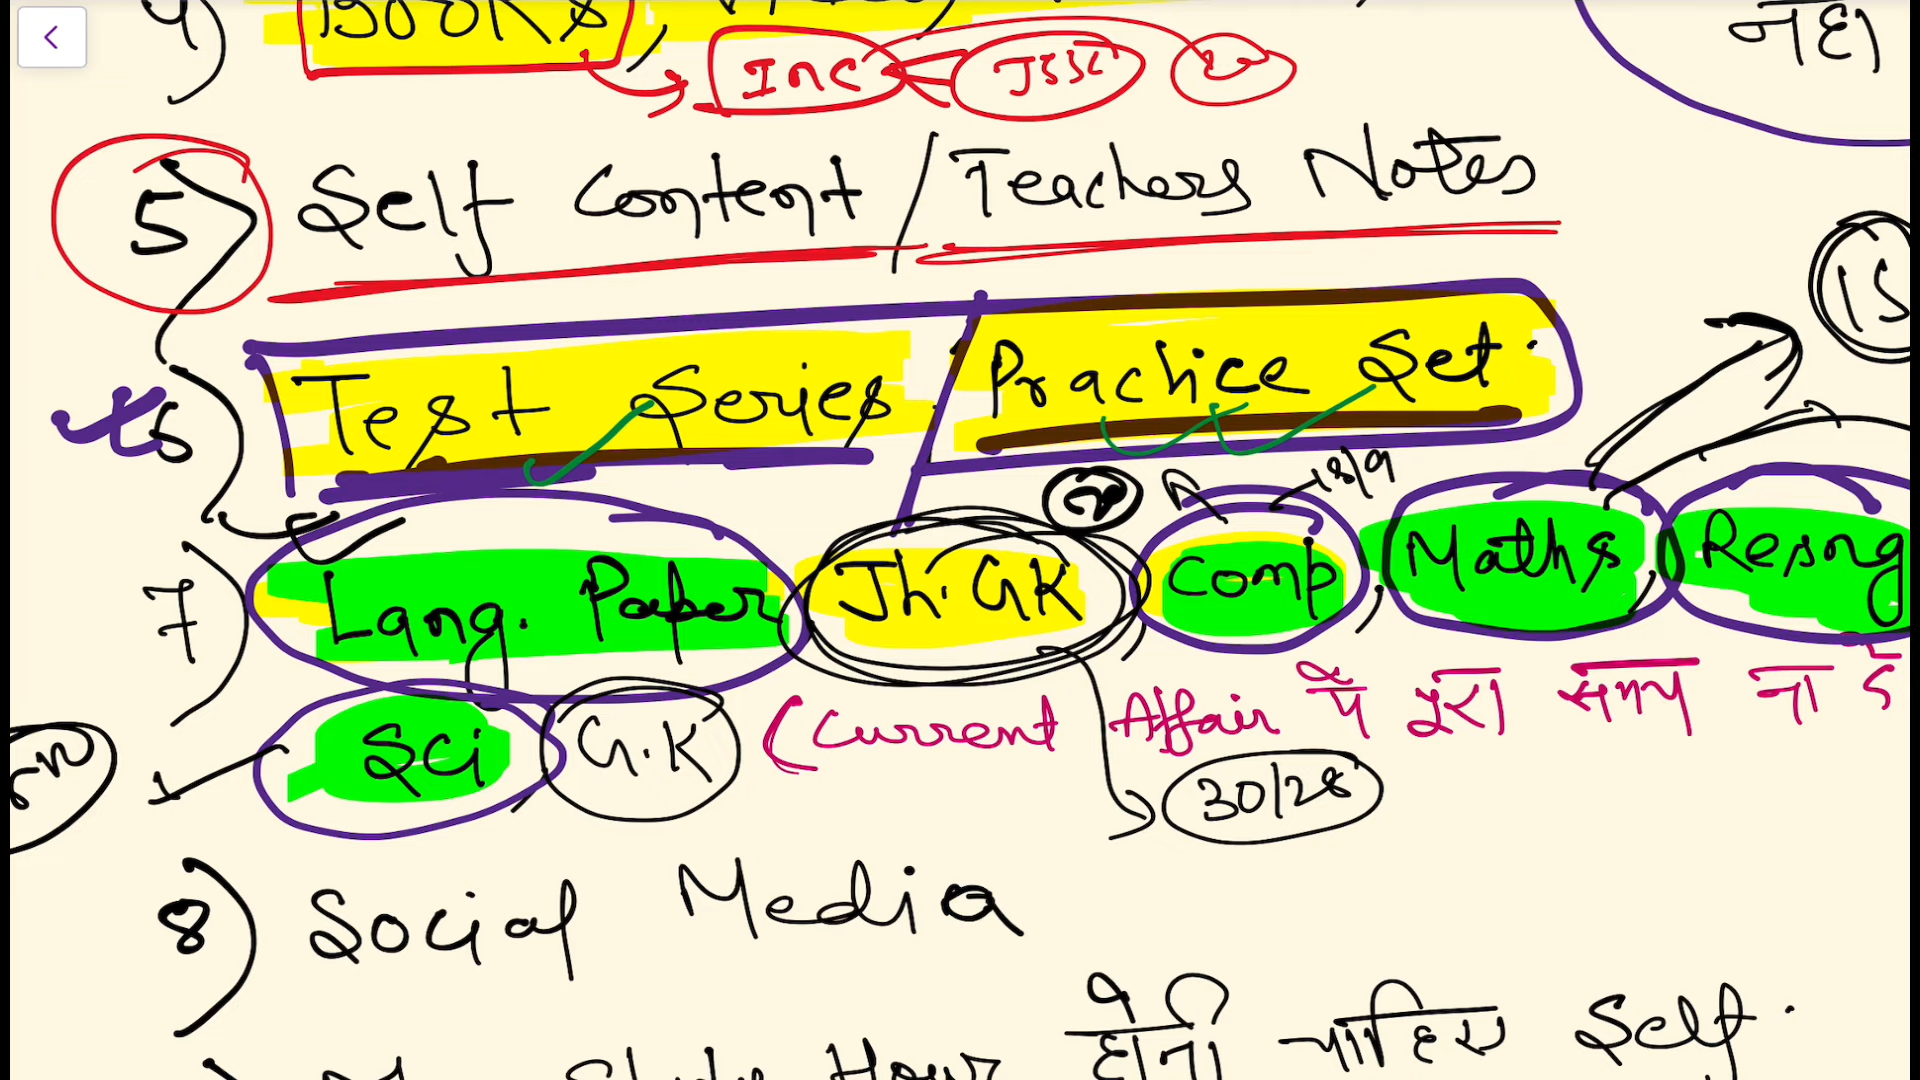 4) BOOKS,
नहीं
Inc JSSC
5) Self Content / Teachers Notes
15
6) Test Series / Practice Set.
18/9
7) Lang. Paper, Jh. GK, Comp, Maths, Resng
Sci, G.K (Current Affair पे पूरा समय ना दे
30/28
8) Social Media
Study Hour होनी चाहिए Self.